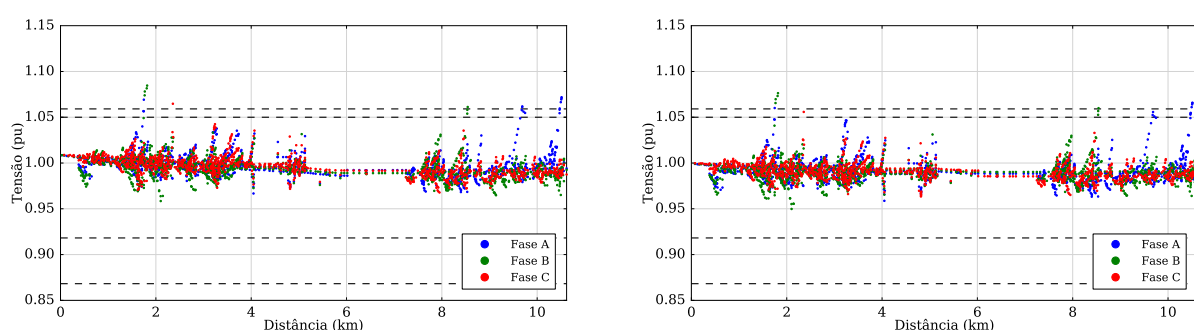 1.15
1.10
1.05
1.00
0.95
0.90
0.85
Tensão (pu)
0 2 4 6 8 10
Distância (km)
Fase A
Fase B
Fase C
1.15
1.10
1.05
1.00
0.95
0.90
0.85
Tensão (pu)
0 2 4 6 8 10
Distância (km)
Fase A
Fase B
Fase C